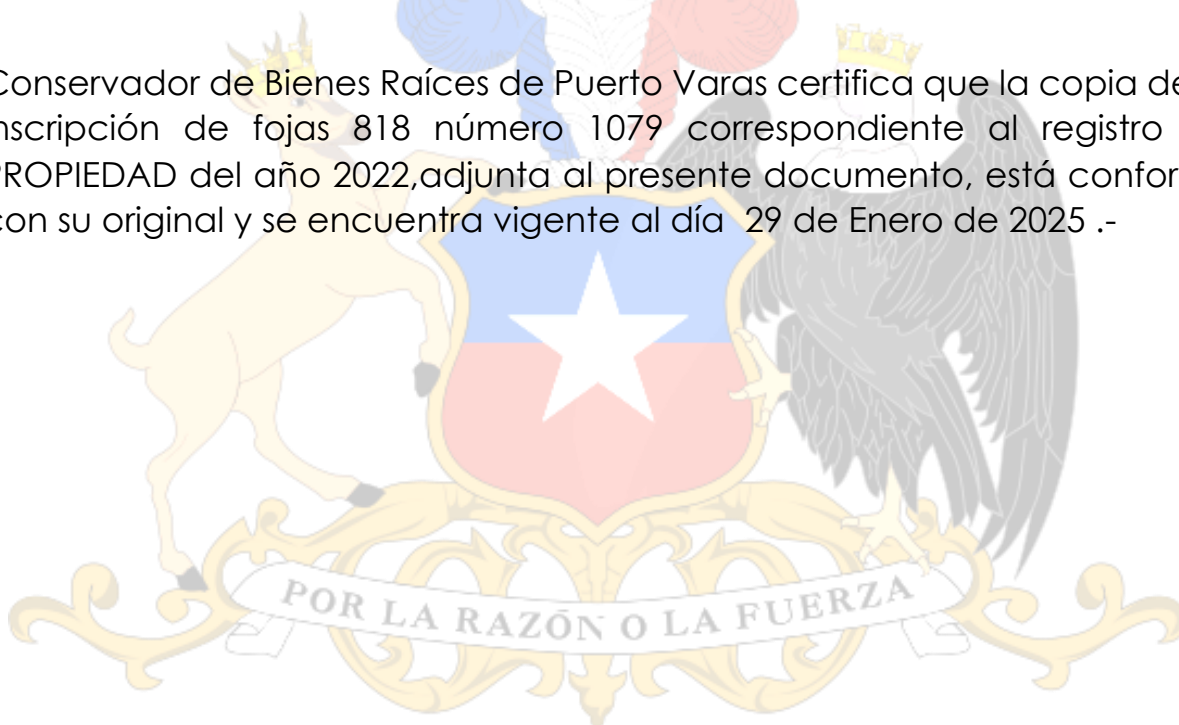 Conservador de Bienes Raíces de Puerto Varas certifica que la copia de
nscripción de fojas 818 número 1079 correspondiente al registro
PROPIEDAD del año 2022,adjunta al presente documento, está confor
con su original y se encuentra vigente al día 29 de Enero de 2025 .-
POR LA RAZÓN O LA FUERZA